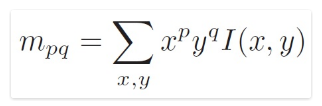 m_{pq} = \sum_{x,y} x^p y^q I(x, y)